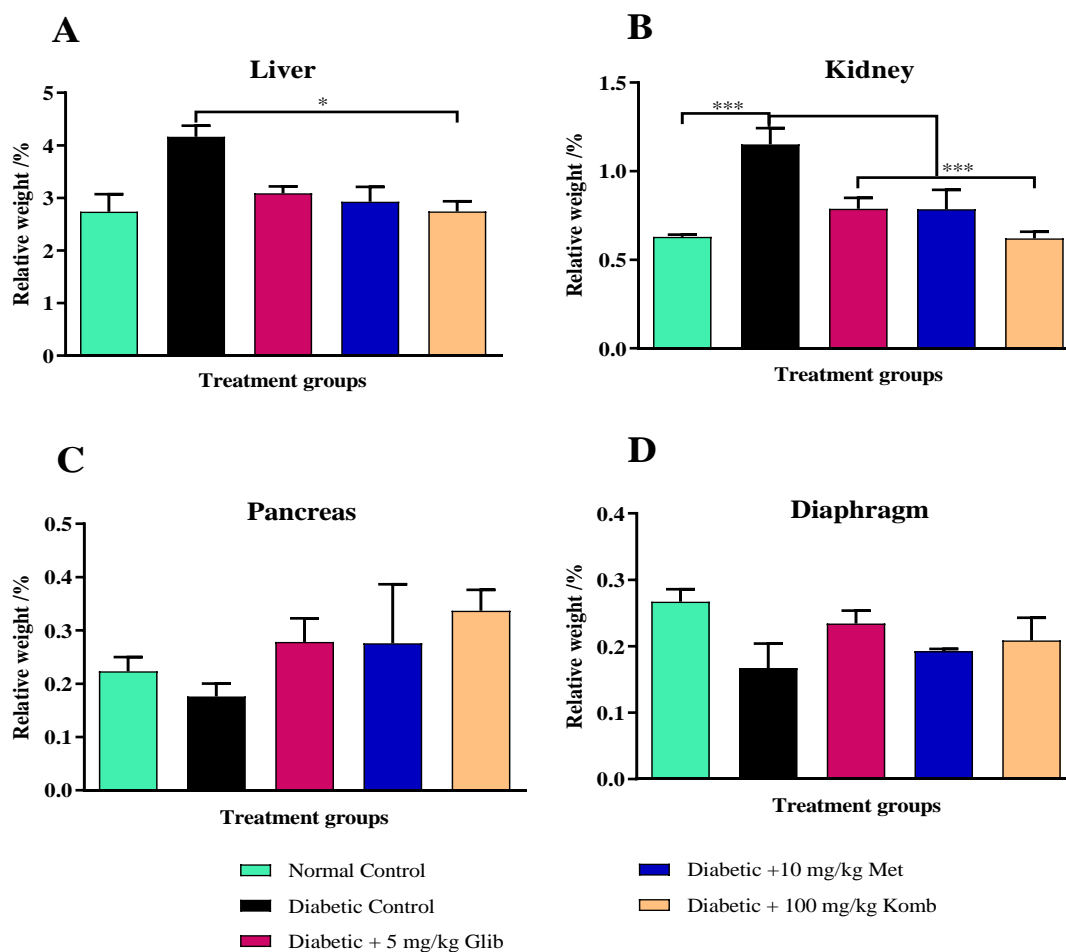 A
Liver
Relative weight /%
5
4
3
2
1
0
*
Treatment groups
B
Kidney
Relative weight /%
1.5
1.0
0.5
0.0
***
***
Treatment groups
C
Pancreas
Relative weight /%
0.5
0.4
0.3
0.2
0.1
0.0
Treatment groups
D
Diaphragm
Relative weight /%
0.4
0.3
0.2
0.1
0.0
Treatment groups
Normal Control
Diabetic Control
Diabetic + 5 mg/kg Glib
Diabetic +10 mg/kg Met
Diabetic + 100 mg/kg Komb